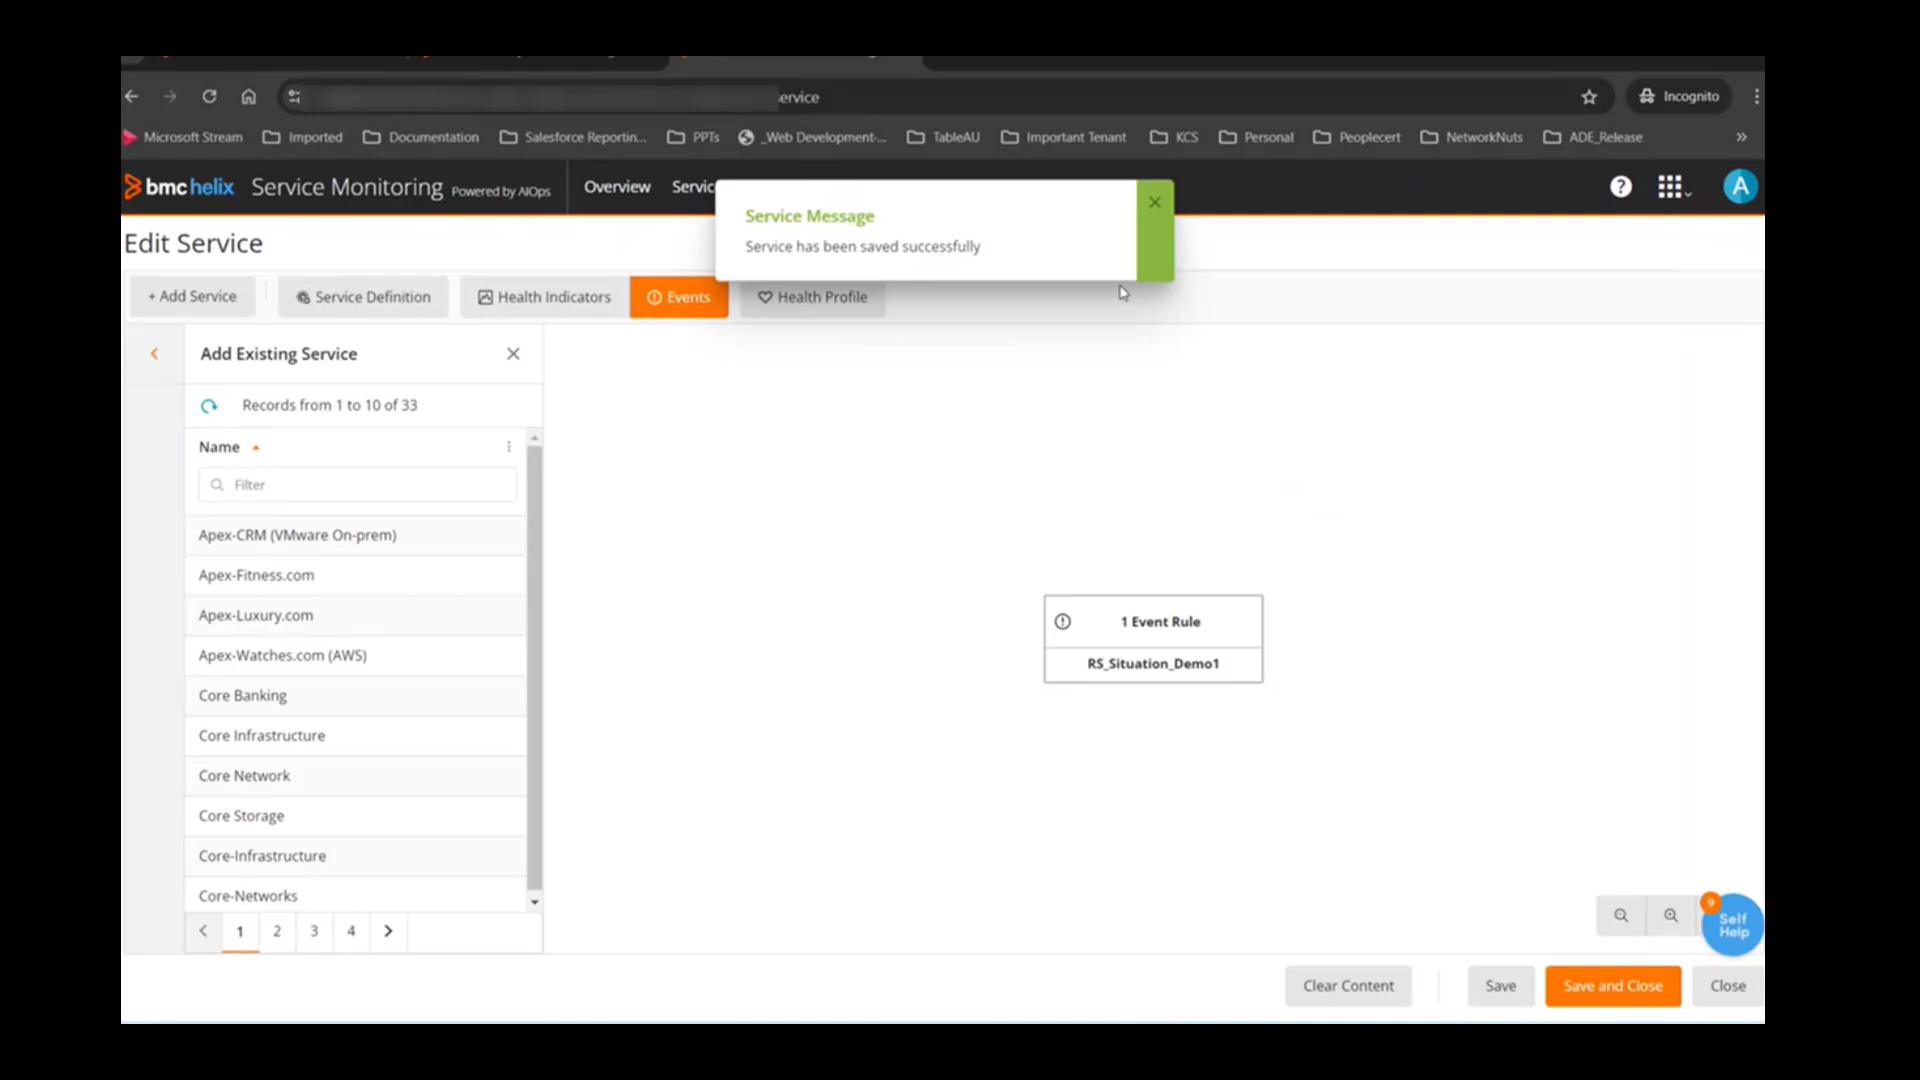 ervice
Incognito
Microsoft Stream Imported Documentation Salesforce Reportin... PPTs _Web Development-... TableAU Important Tenant KCS Personal Peoplecert NetworkNuts ADE_Release »
bmc helix Service Monitoring Powered by AIOps Overview Servic ? A
Service Message
Service has been saved successfully
Edit Service
+ Add Service Service Definition Health Indicators Events Health Profile
Add Existing Service
Records from 1 to 10 of 33
Name
Filter
Apex-CRM (VMware On-prem)
Apex-Fitness.com
Apex-Luxury.com
Apex-Watches.com (AWS)
Core Banking
Core Infrastructure
Core Network
Core Storage
Core-Infrastructure
Core-Networks
1 2 3 4
1 Event Rule
RS_Situation_Demo1
9
Self
Help
Clear Content Save Save and Close Close